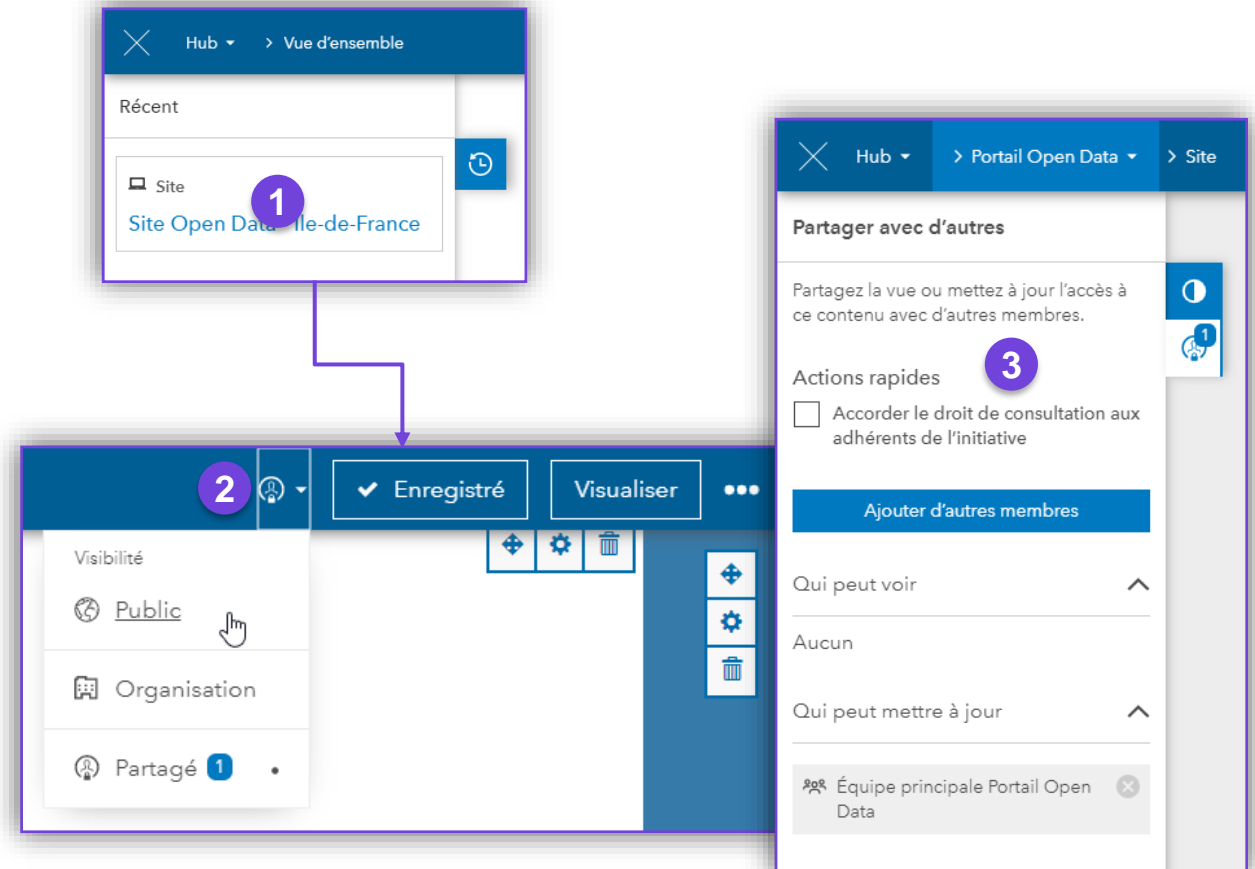 Hub > Vue d'ensemble
Récent
Site
1
Site Open Data Ile-de-France
2
Enregistré
Visualiser
Visibilité
Public
Organisation
Partagé 1
Hub > Portail Open Data > Site
Partager avec d'autres
Partagez la vue ou mettez à jour l'accès à
ce contenu avec d'autres membres.
1
3
Actions rapides
Accorder le droit de consultation aux
adhérents de l'initiative
Ajouter d'autres membres
Qui peut voir
Aucun
Qui peut mettre à jour
Équipe principale Portail Open
Data